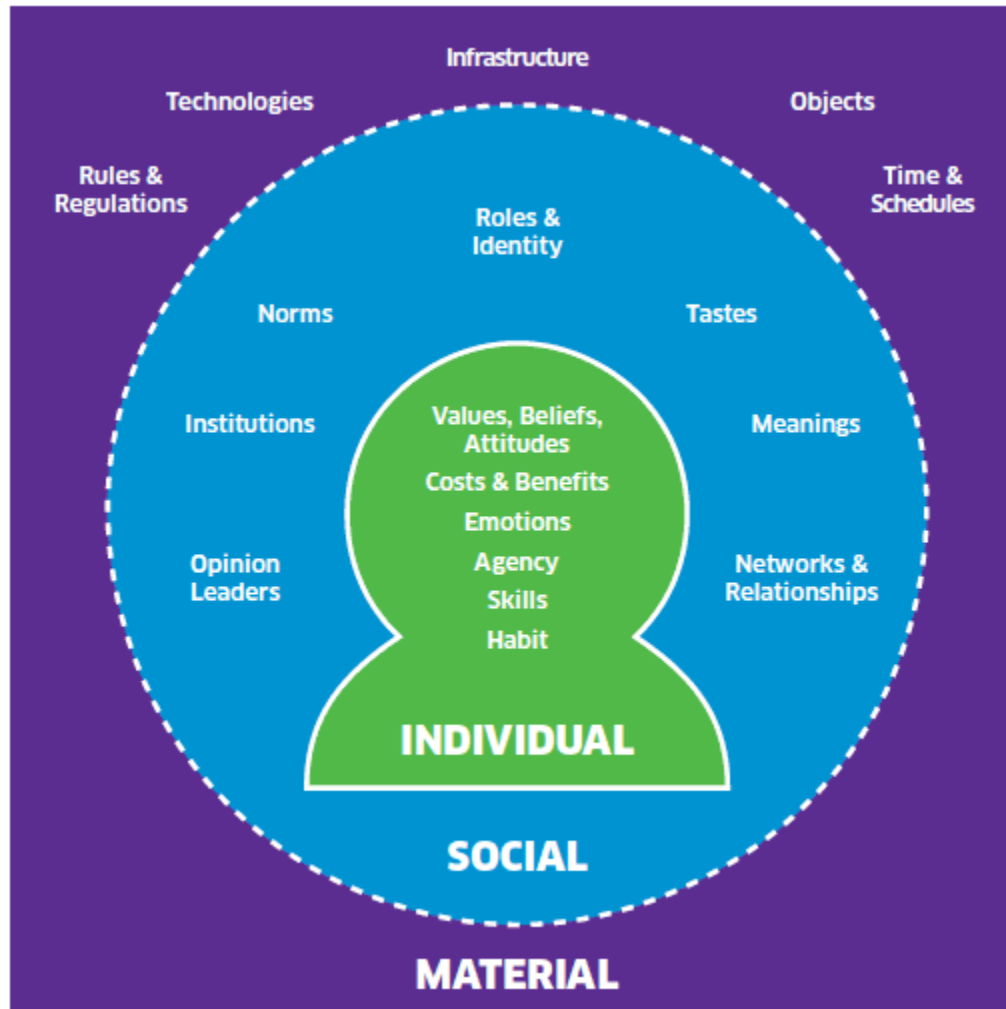 Infrastructure
Technologies
Objects
Rules &
Regulations
Time &
Schedules
Roles &
Identity
Norms
Tastes
Institutions
Meanings
Opinion
Leaders
Networks &
Relationships
Values, Beliefs,
Attitudes
Costs & Benefits
Emotions
Agency
Skills
Habit
INDIVIDUAL
SOCIAL
MATERIAL